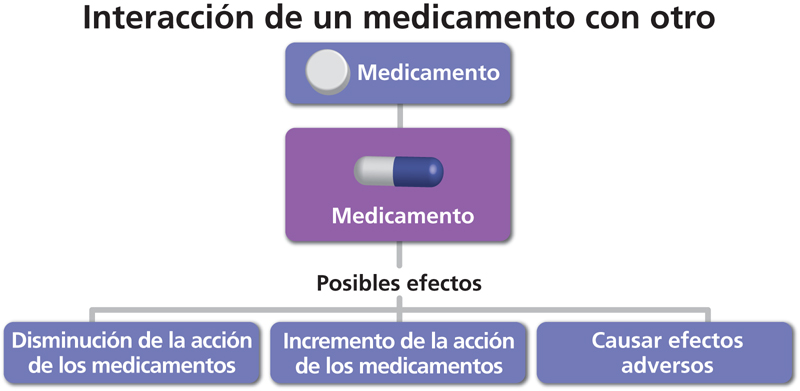 Interacción de un medicamento con otro
Medicamento
Medicamento
Posibles efectos
Disminución de la acción
de los medicamentos
Incremento de la acción
de los medicamentos
Causar efectos
adversos